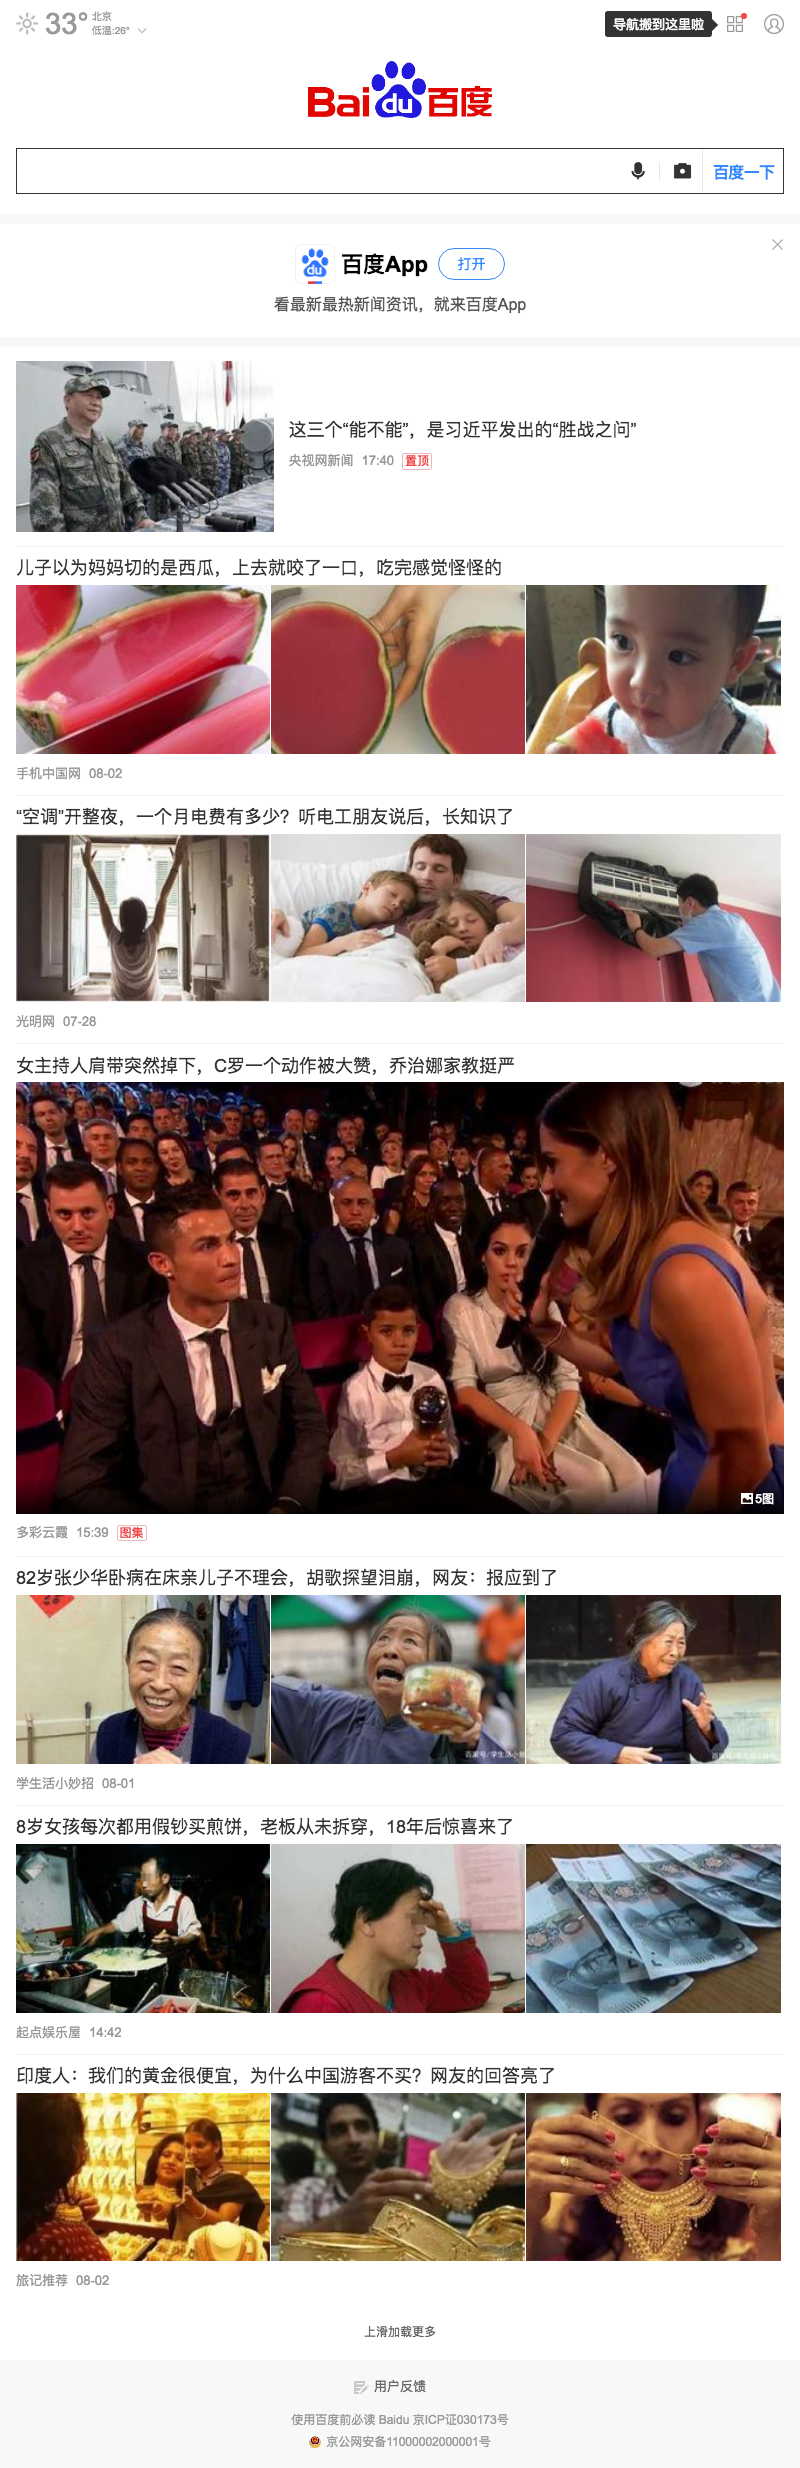 33°
北京
低温:26°
导航搬到这里啦
Bai du 百度
百度一下
du
百度App
打开
看最新最热新闻资讯，就来百度App
这三个“能不能”，是习近平发出的“胜战之问”
央视网新闻 17:40 置顶
儿子以为妈妈切的是西瓜，上去就咬了一口，吃完感觉怪怪的
手机中国网 08-02
“空调”开整夜，一个月电费有多少？听电工朋友说后，长知识了
光明网 07-28
女主持人肩带突然掉下，C罗一个动作被大赞，乔治娜家教挺严
5图
多彩云霞 15:39 图集
82岁张少华卧病在床亲儿子不理会，胡歌探望泪崩，网友：报应到了
学生活小妙招 08-01
8岁女孩每次都用假钞买煎饼，老板从未拆穿，18年后惊喜来了
起点娱乐屋 14:42
印度人：我们的黄金很便宜，为什么中国游客不买？网友的回答亮了
旅记推荐 08-02
上滑加载更多
用户反馈
使用百度前必读 Baidu 京ICP证030173号
京公网安备11000002000001号